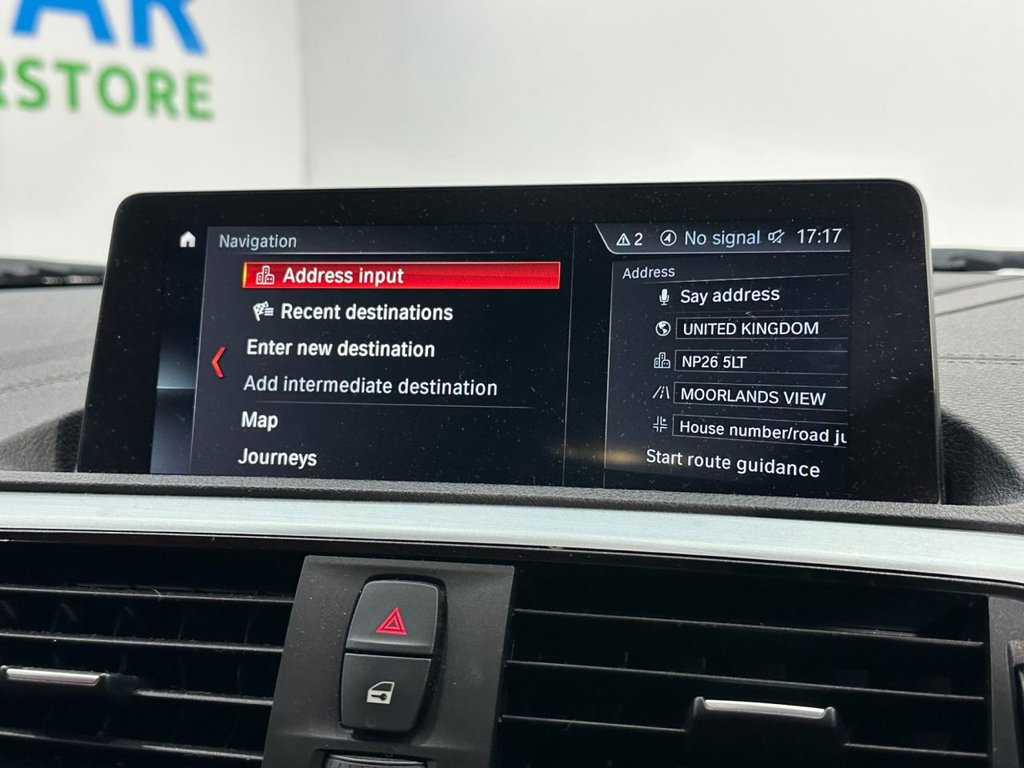 AR
RSTORE
Navigation
2 No signal 17:17
Address input
Recent destinations
Enter new destination
Add intermediate destination
Map
Journeys
Address
Say address
UNITED KINGDOM
NP26 5LT
MOORLANDS VIEW
House number/road ju
Start route guidance